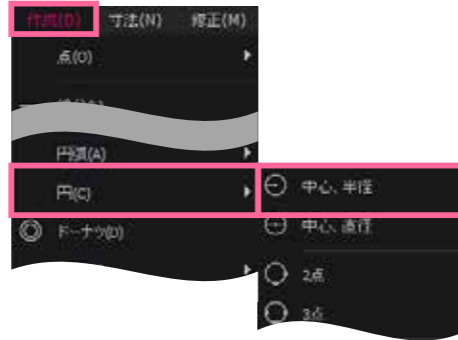 作成(D) 寸法(N) 修正(M)
点(O)
円弧(A)
円(C)
ドーナツ(D)
中心、半径
中心、直径
2点
3点